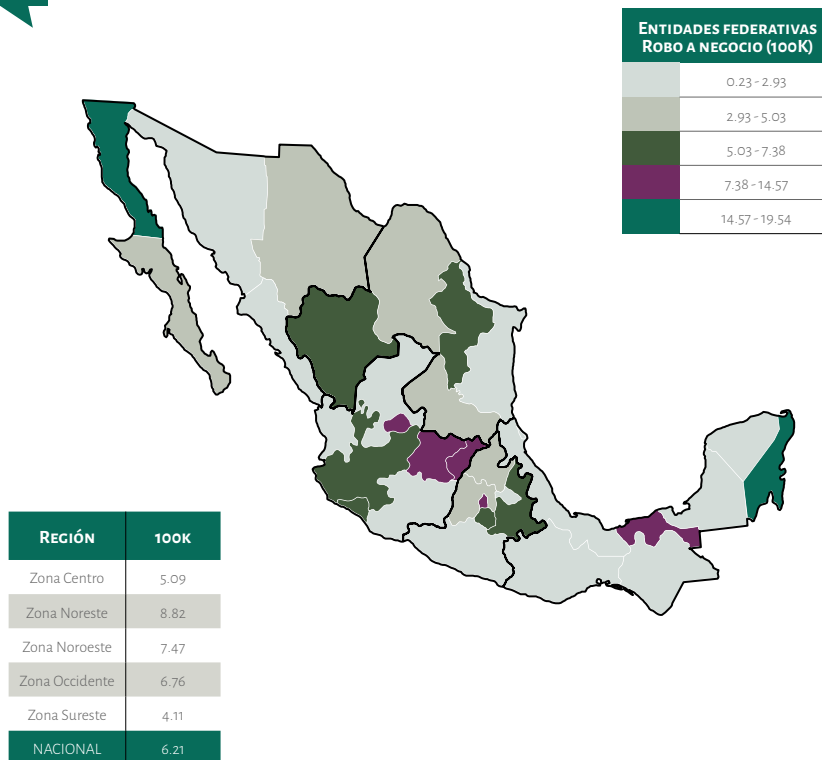 Entidades federativas
Robo a negocio (100K)
0.23 - 2.93
2.93 - 5.03
5.03 - 7.38
7.38 - 14.57
14.57 - 19.54
Región 100K
Zona Centro 5.09
Zona Noreste 8.82
Zona Noroeste 7.47
Zona Occidente 6.76
Zona Sureste 4.11
NACIONAL 6.21